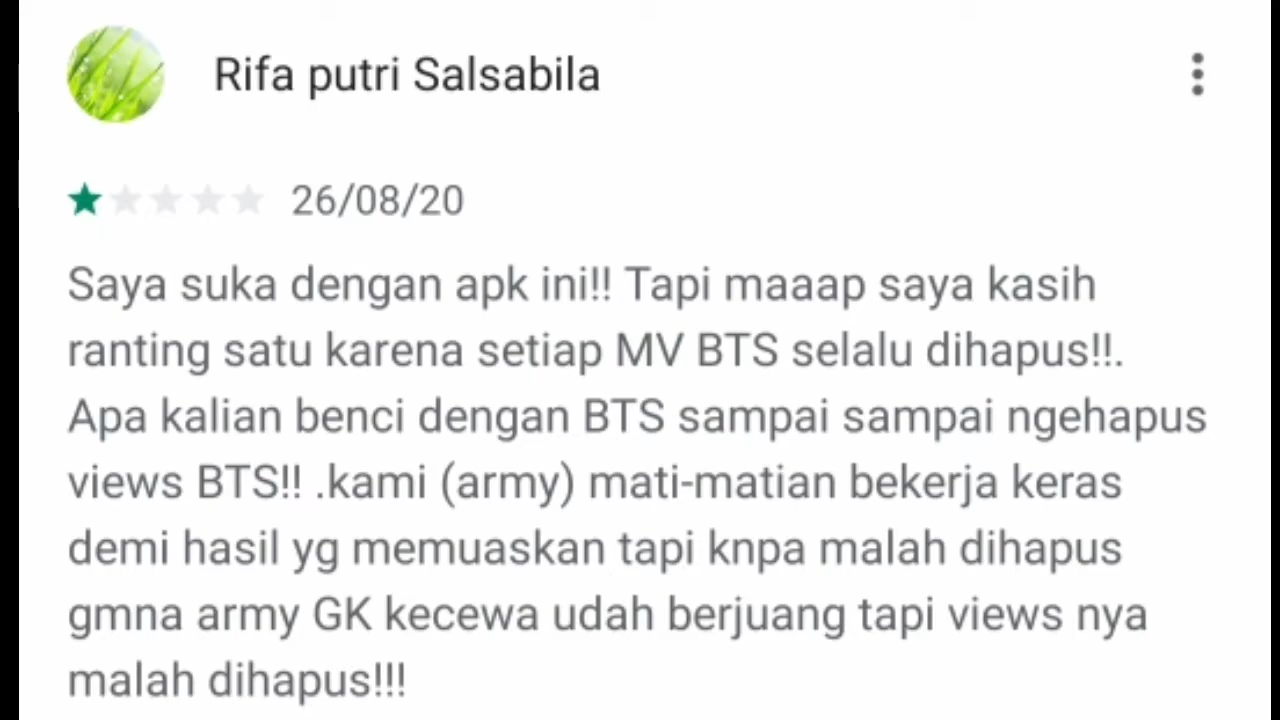 Rifa putri Salsabila
26/08/20
Saya suka dengan apk ini!! Tapi maaap saya kasih
ranting satu karena setiap MV BTS selalu dihapus!!.
Apa kalian benci dengan BTS sampai sampai ngehapus
views BTS!! .kami (army) mati-matian bekerja keras
demi hasil yg memuaskan tapi knpa malah dihapus
gmna army GK kecewa udah berjuang tapi views nya
malah dihapus!!!